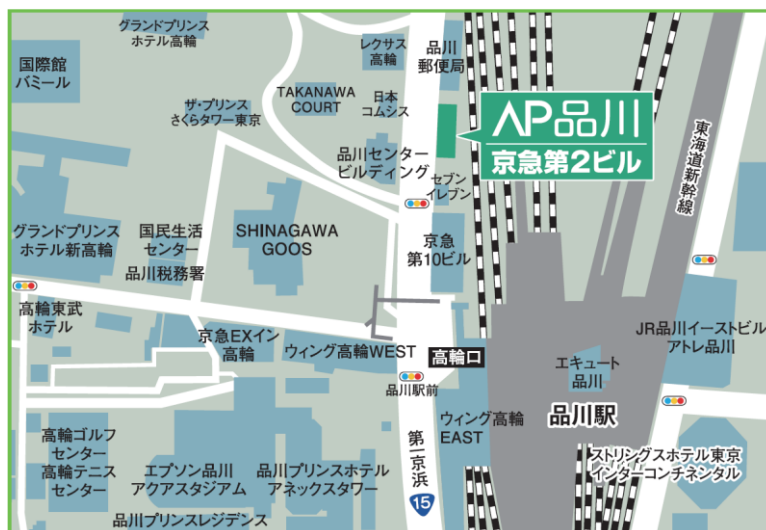 グランドプリンス
ホテル高輪
国際館
パミール
レクサス
高輪
品川
郵便局
TAKANAWA
COURT
日本
コムシス
ザ・プリンス
さくらタワー東京
AP品川
京急第2ビル
品川センター
ビルディング
セブン
イレブン
東海道新幹線
グランドプリンス
ホテル新高輪
国民生活
センター
品川税務署
SHINAGAWA
GOOS
京急
第10ビル
高輪東武
ホテル
京急EXイン
高輪
ウィング高輪WEST
高輪口
品川駅前
エキュート
品川
JR品川イーストビル
アトレ品川
品川駅
ウィング高輪
EAST
第一京浜
15
高輪ゴルフ
センター
高輪テニス
センター
エプソン品川
アクアスタジアム
品川プリンスホテル
アネックスタワー
品川プリンスレジデンス
ストリングスホテル東京
インターコンチネンタル